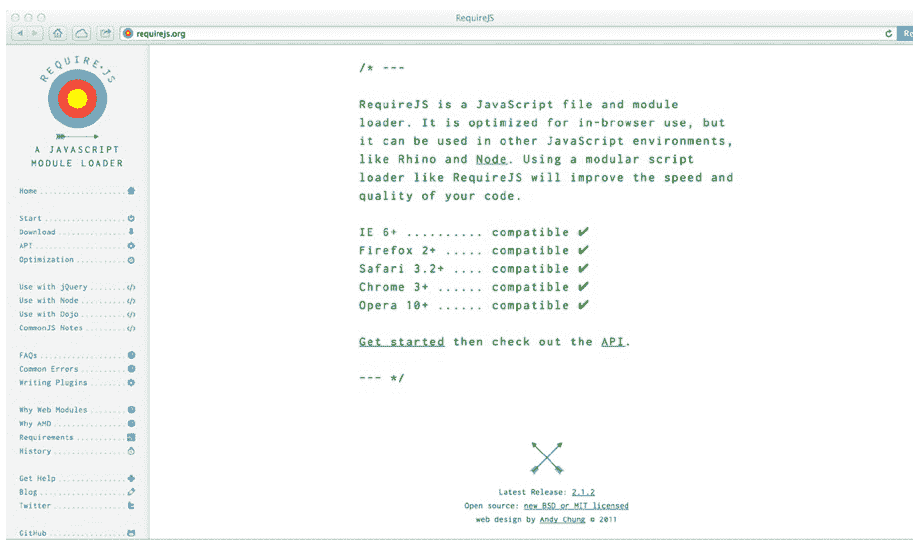 RequireJS
requirejs.org
Re
REQUIRE.JS
A JAVASCRIPT
MODULE LOADER
Home ...................
Start ..................
Download ...............
API ....................
Optimization ...........
Use with jQuery ........ </>
Use with Node .......... </>
Use with Dojo .......... </>
CommonJS Notes ......... </>
FAQs ...................
Common Errors ..........
Writing Plugins ........
Why Web Modules ........
Why AMD ................
Requirements ...........
History ................
Get Help ...............
Blog ...................
Twitter ................
GitHub .................
/* ---
RequireJS is a JavaScript file and module
loader. It is optimized for in-browser use, but
it can be used in other JavaScript environments,
like Rhino and Node. Using a modular script
loader like RequireJS will improve the speed and
quality of your code.
IE 6+ .......... compatible ✔
Firefox 2+ ..... compatible ✔
Safari 3.2+ .... compatible ✔
Chrome 3+ ...... compatible ✔
Opera 10+ ...... compatible ✔
Get started then check out the API.
--- */
Latest Release: 2.1.2
Open source: new BSD or MIT licensed
web design by Andy Chung © 2011